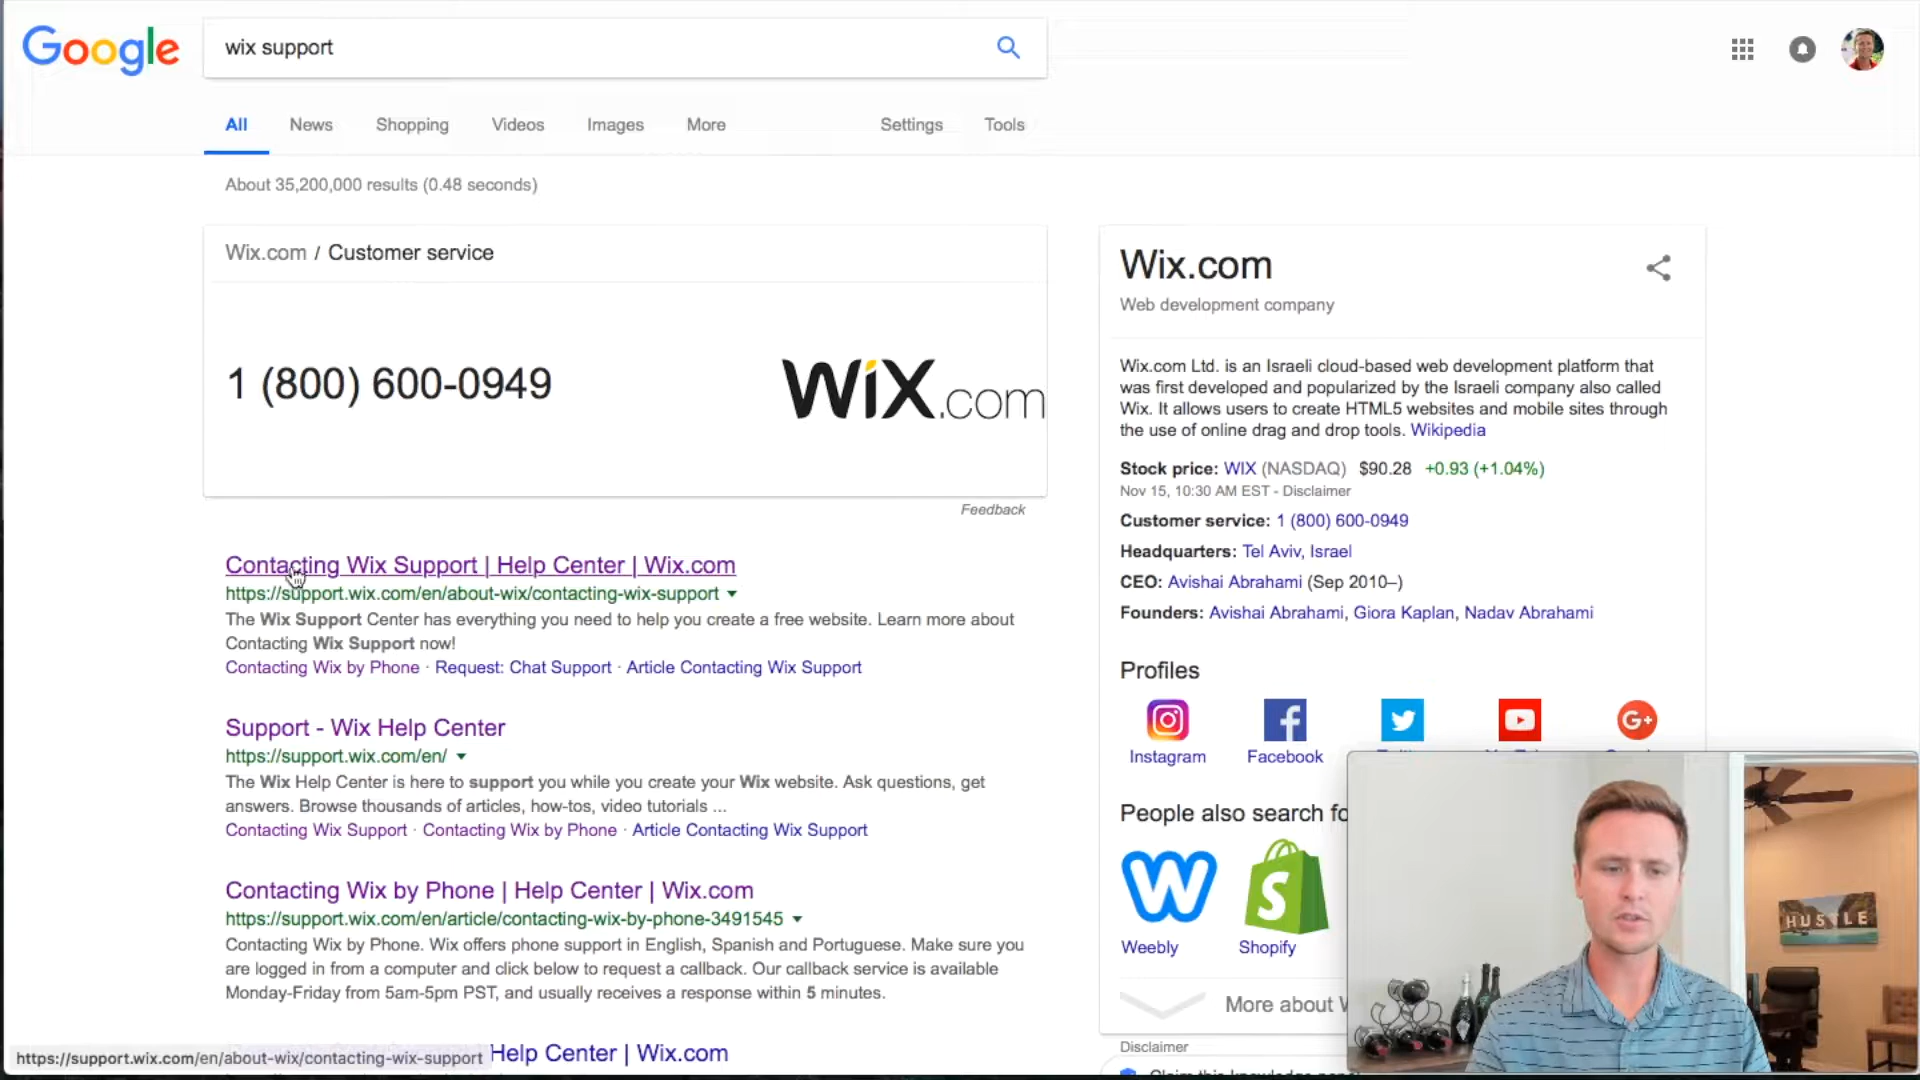 Google
wix support
All News Shopping Videos Images More Settings Tools
About 35,200,000 results (0.48 seconds)
Wix.com / Customer service
1 (800) 600-0949
WiX.com
Feedback
Contacting Wix Support | Help Center | Wix.com
https://support.wix.com/en/about-wix/contacting-wix-support
The Wix Support Center has everything you need to help you create a free website. Learn more about
Contacting Wix Support now!
Contacting Wix by Phone · Request: Chat Support · Article Contacting Wix Support
Support - Wix Help Center
https://support.wix.com/en/
The Wix Help Center is here to support you while you create your Wix website. Ask questions, get
answers. Browse thousands of articles, how-tos, video tutorials ...
Contacting Wix Support · Contacting Wix by Phone · Article Contacting Wix Support
Contacting Wix by Phone | Help Center | Wix.com
https://support.wix.com/en/article/contacting-wix-by-phone-3491545
Contacting Wix by Phone. Wix offers phone support in English, Spanish and Portuguese. Make sure you
are logged in from a computer and click below to request a callback. Our callback service is available
Monday-Friday from 5am-5pm PST, and usually receives a response within 5 minutes.
Help Center | Wix.com
https://support.wix.com/en/about-wix/contacting-wix-support
Wix.com
Web development company
Wix.com Ltd. is an Israeli cloud-based web development platform that
was first developed and popularized by the Israeli company also called
Wix. It allows users to create HTML5 websites and mobile sites through
the use of online drag and drop tools. Wikipedia
Stock price: WIX (NASDAQ) $90.28 +0.93 (+1.04%)
Nov 15, 10:30 AM EST - Disclaimer
Customer service: 1 (800) 600-0949
Headquarters: Tel Aviv, Israel
CEO: Avishai Abrahami (Sep 2010–)
Founders: Avishai Abrahami, Giora Kaplan, Nadav Abrahami
Profiles
G+
Instagram Facebook
People also search fo
W S
Weebly Shopify
More about
Disclaimer
HUSTLE